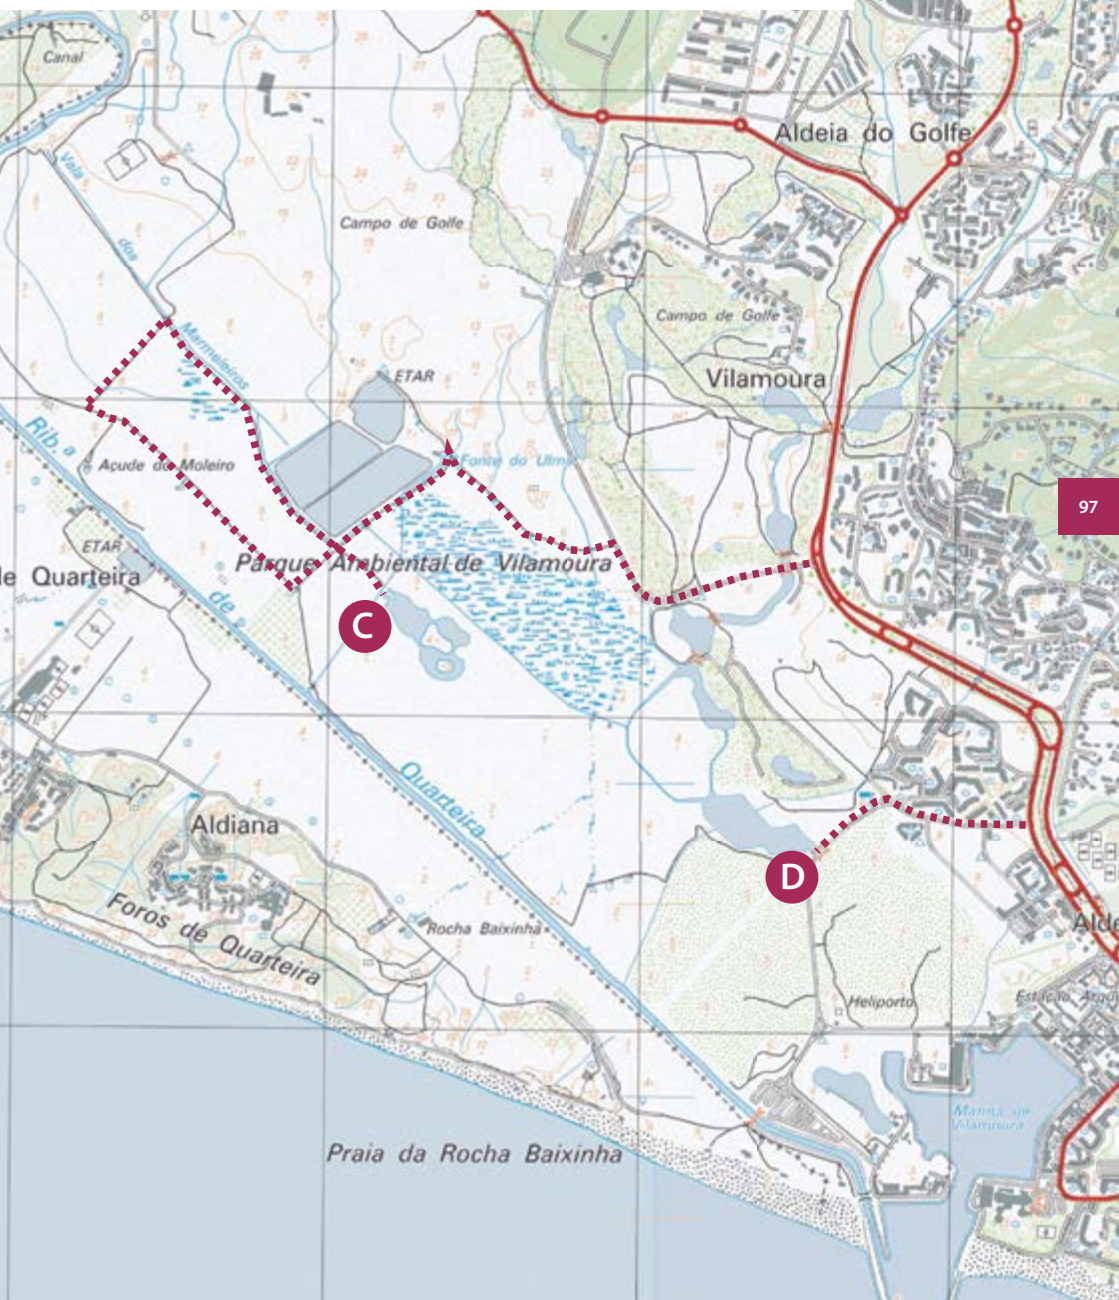 Canal
Aldeia do Golfe
Vala
dos
Marmeleiros
Campo de Golfe
Campo de Golfe
Vilamoura
ETAR
Fonte do Ulme
Rib.a
Açude do Moleiro
97
Parque Ambiental de Vilamoura
ETAR
de Quarteira
de
C
Quarteira
Aldiana
D
Foros de Quarteira
Rocha Baixinha
Alde
Heliporto
Estação Arqu
Marina de
Vilamoura
Praia da Rocha Baixinha